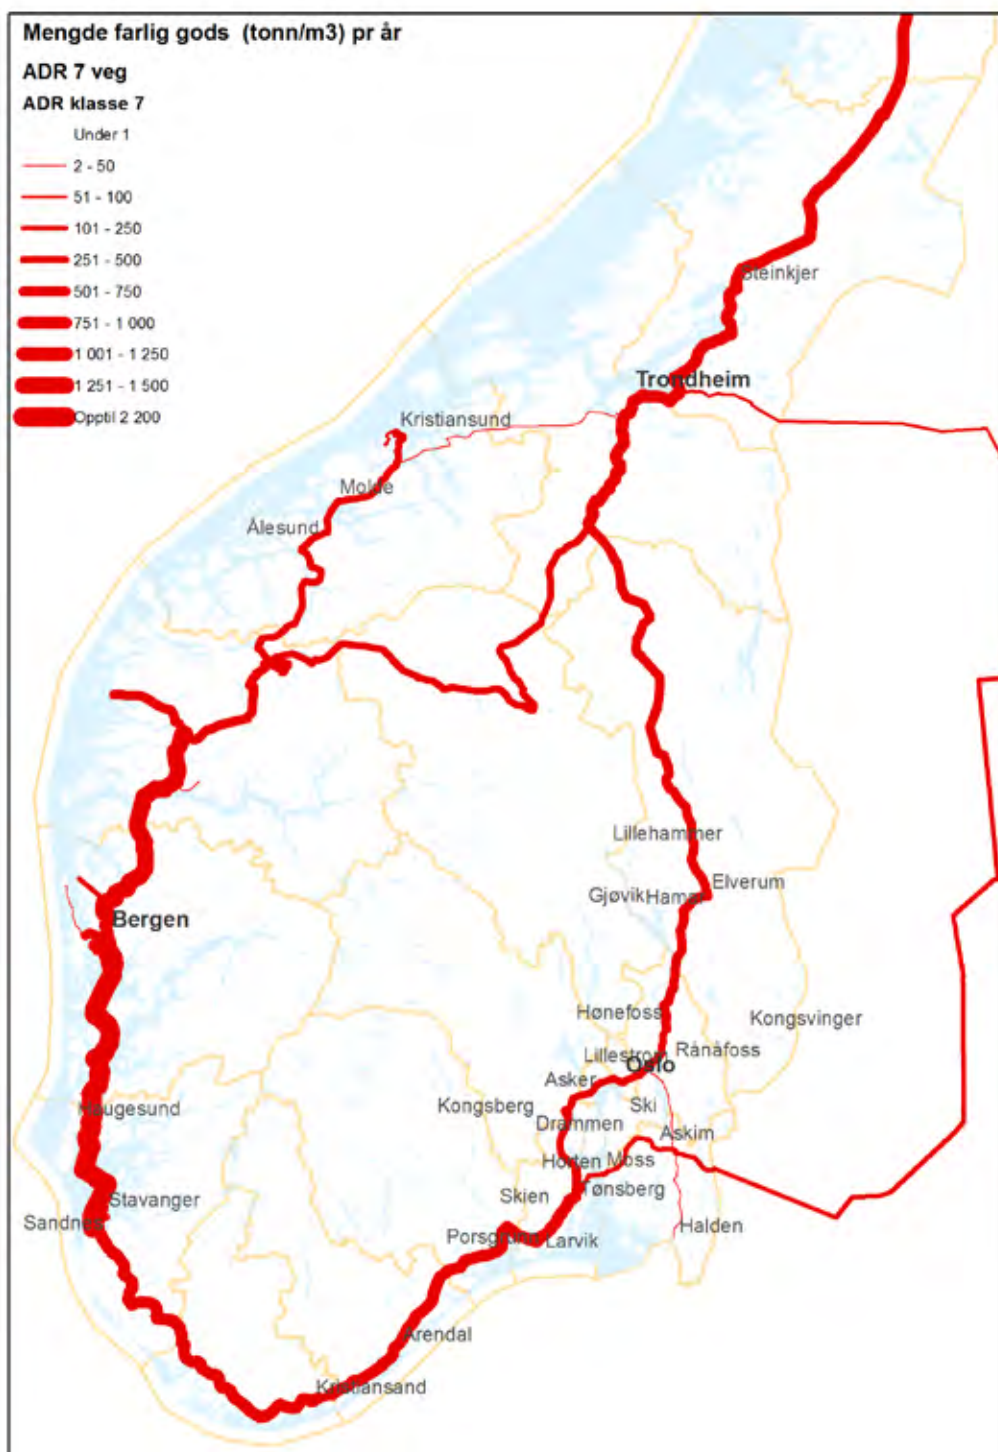 Mengde farlig gods (tonn/m3) pr år
ADR 7 veg
ADR klasse 7
Under 1
2 - 50
51 - 100
101 - 250
251 - 500
501 - 750
751 - 1 000
1 001 - 1 250
1 251 - 1 500
Opptil 2 200
Steinkjer
Trondheim
Kristiansund
Molde
Ålesund
Lillehammer
Elverum
Gjøvik
Hamar
Bergen
Hønefoss
Kongsvinger
Rånåfoss
Lillestrøm
Oslo
Asker
Kongsberg
Ski
Haugesund
Drammen
Askim
Horten
Moss
Tønsberg
Skien
Stavanger
Sandnes
Halden
Porsgrunn
Larvik
Arendal
Kristiansand